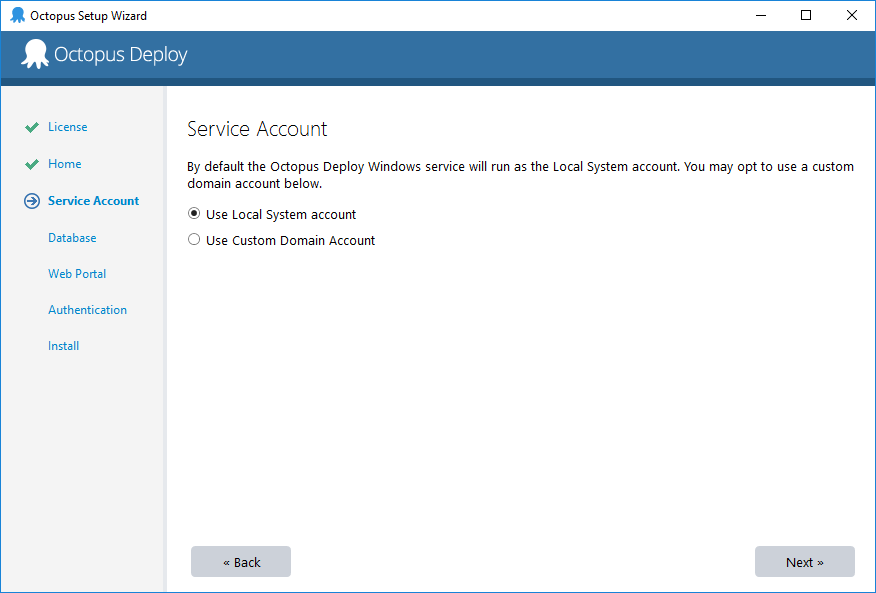 Octopus Setup Wizard
Octopus Deploy
License
Home
Service Account
Database
Web Portal
Authentication
Install
Service Account
By default the Octopus Deploy Windows service will run as the Local System account. You may opt to use a custom
domain account below.
Use Local System account
Use Custom Domain Account
« Back
Next »